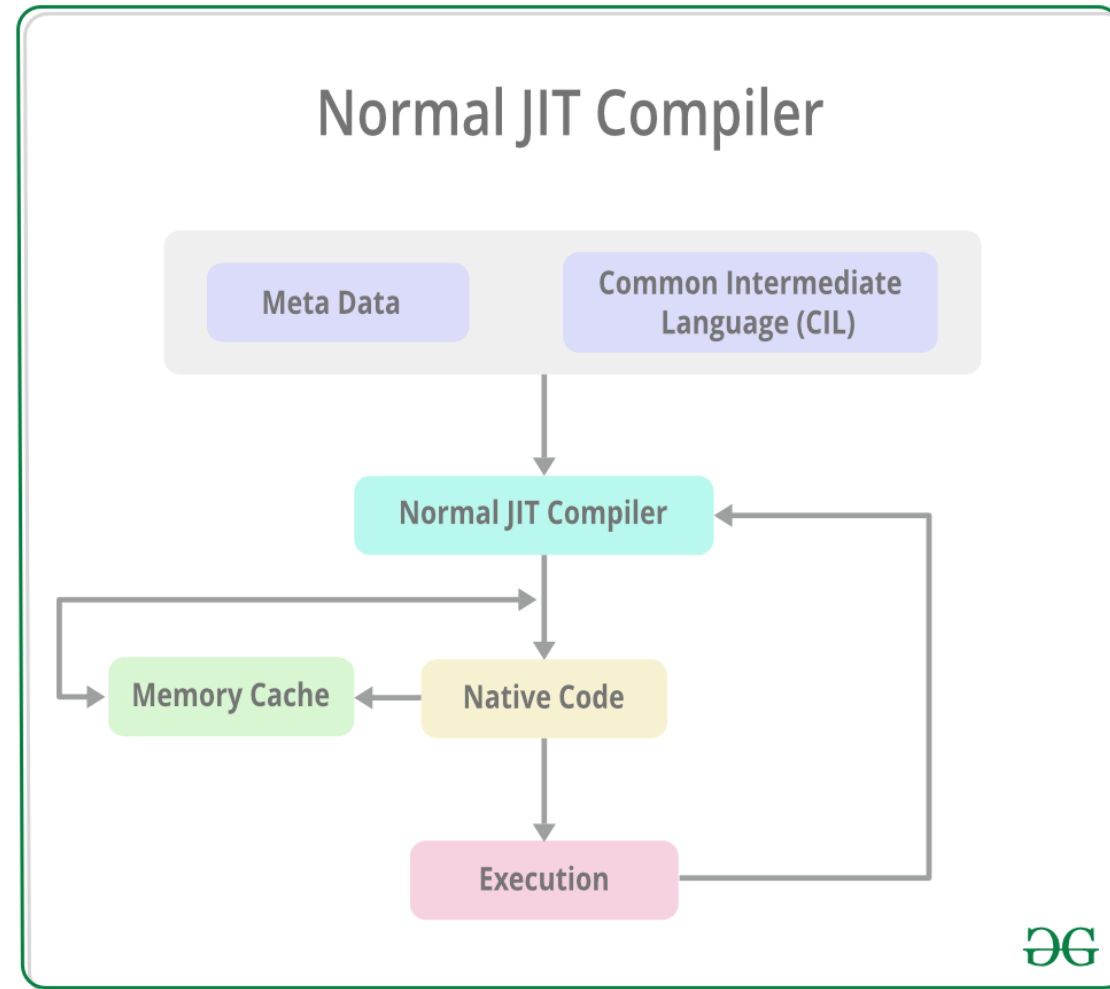 Normal JIT Compiler
Meta Data
Common Intermediate
Language (CIL)
Normal JIT Compiler
Memory Cache
Native Code
Execution